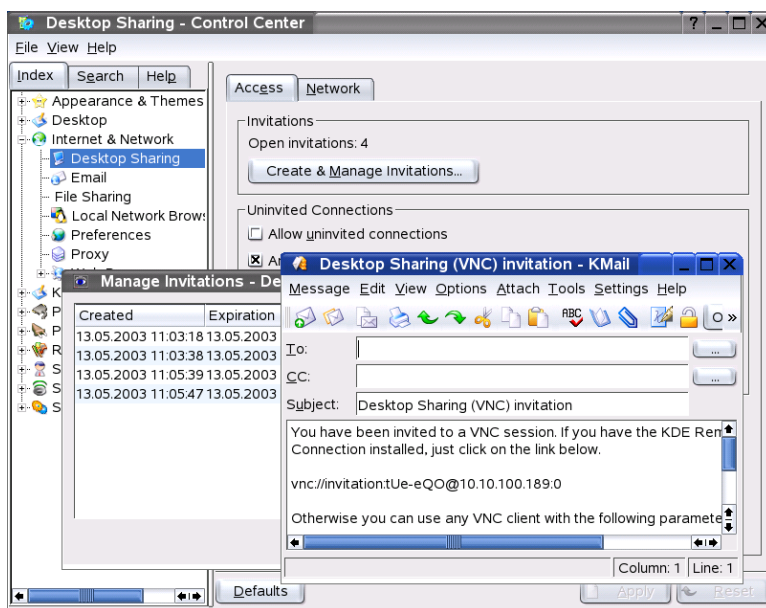 Desktop Sharing - Control Center
File View Help
Index Search Help
Appearance & Themes
Desktop
Internet & Network
Desktop Sharing
Email
File Sharing
Local Network Brows
Preferences
Proxy
K
P
P
R
S
S
S
Access Network
Invitations
Open invitations: 4
Create & Manage Invitations...
Uninvited Connections
Allow uninvited connections
Defaults
Apply
Reset
Manage Invitations - De
Created Expiration
13.05.2003 11:03:18 13.05.2003
13.05.2003 11:03:38 13.05.2003
13.05.2003 11:05:39 13.05.2003
13.05.2003 11:05:47 13.05.2003
Desktop Sharing (VNC) invitation - KMail
Message Edit View Options Attach Tools Settings Help
ABC
To:
...
CC:
...
Subject: Desktop Sharing (VNC) invitation
You have been invited to a VNC session. If you have the KDE Rem
Connection installed, just click on the link below.
vnc://invitation:tUe-eQO@10.10.100.189:0
Otherwise you can use any VNC client with the following paramete
Column: 1 Line: 1